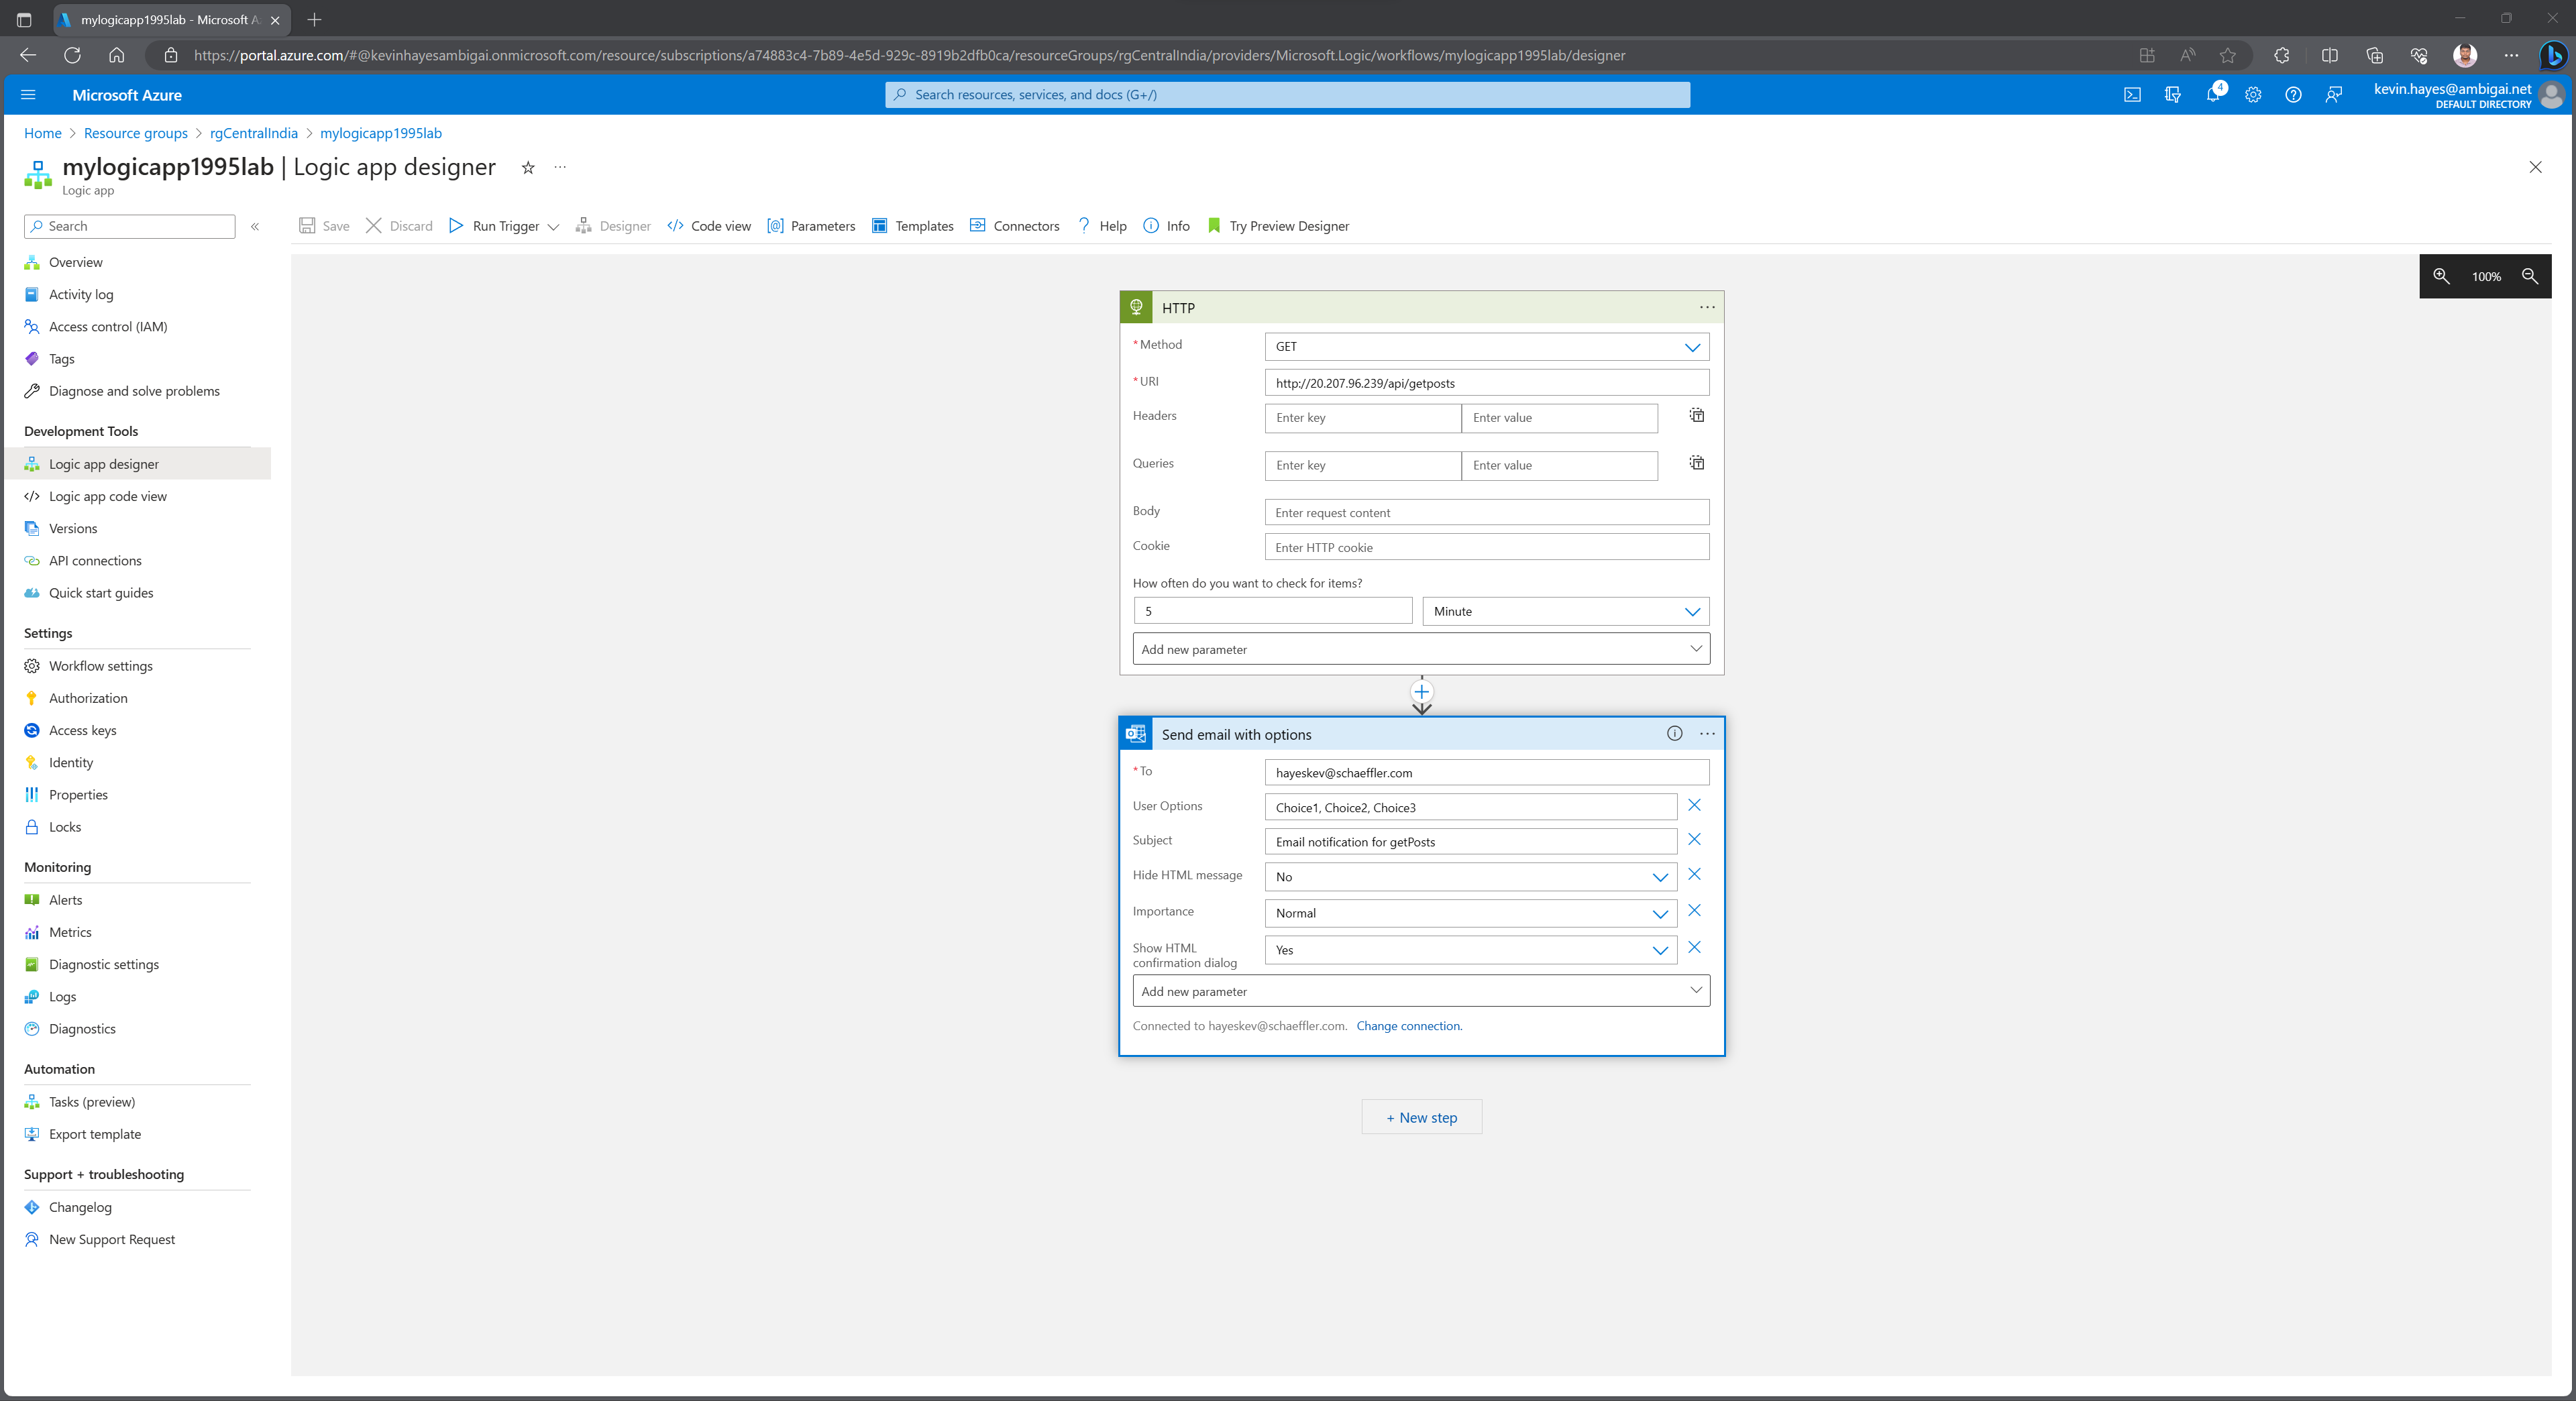 mylogicapp1995lab - Microsoft A
https://portal.azure.com/#@kevinhayesambigai.onmicrosoft.com/resource/subscriptions/a74883c4-7b89-4e5d-929c-8919b2dfb0ca/resourceGroups/rgCentralIndia/providers/Microsoft.Logic/workflows/mylogicapp1995lab/designer
Microsoft Azure
Search resources, services, and docs (G+/)
4
kevin.hayes@ambigai.net
DEFAULT DIRECTORY
Home > Resource groups > rgCentralIndia > mylogicapp1995lab
mylogicapp1995lab | Logic app designer
Logic app
Search
Save Discard Run Trigger Designer Code view Parameters Templates Connectors Help Info Try Preview Designer
Overview
Activity log
Access control (IAM)
Tags
Diagnose and solve problems
Development Tools
Logic app designer
Logic app code view
Versions
API connections
Quick start guides
Settings
Workflow settings
Authorization
Access keys
Identity
Properties
Locks
Monitoring
Alerts
Metrics
Diagnostic settings
Logs
Diagnostics
Automation
Tasks (preview)
Export template
Support + troubleshooting
Changelog
New Support Request
100%
HTTP
* Method GET
* URI http://20.207.96.239/api/getposts
Headers Enter key Enter value
Queries Enter key Enter value
Body Enter request content
Cookie Enter HTTP cookie
How often do you want to check for items?
5 Minute
Add new parameter
Send email with options
* To hayeskev@schaeffler.com
User Options Choice1, Choice2, Choice3
Subject Email notification for getPosts
Hide HTML message No
Importance Normal
Show HTML confirmation dialog Yes
Add new parameter
Connected to hayeskev@schaeffler.com. Change connection.
+ New step